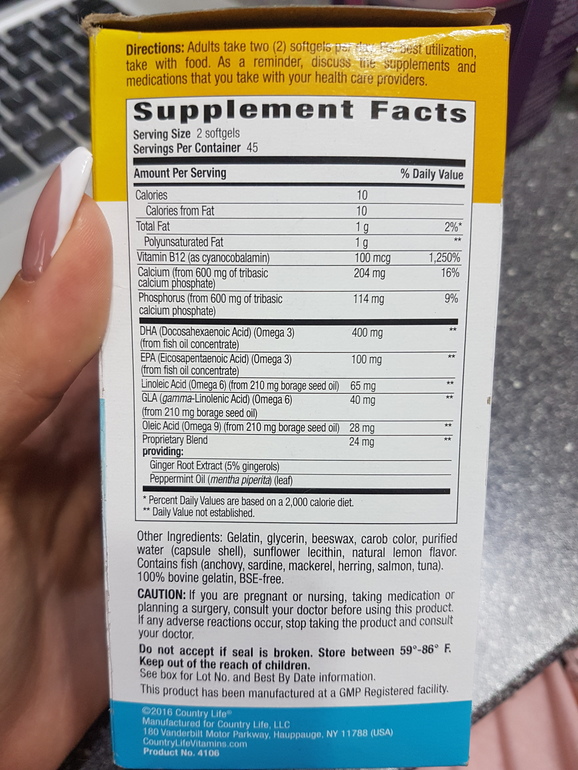 Directions: Adults take two (2) softgels per day. For best utilization,
take with food. As a reminder, discuss the supplements and
medications that you take with your health care providers.
Supplement Facts
Serving Size 2 softgels
Servings Per Container 45
Amount Per Serving % Daily Value
Calories 10
Calories from Fat 10
Total Fat 1 g 2%*
Polyunsaturated Fat 1 g **
Vitamin B12 (as cyanocobalamin) 100 mcg 1,250%
Calcium (from 600 mg of tribasic 204 mg 16%
calcium phosphate)
Phosphorus (from 600 mg of tribasic 114 mg 9%
calcium phosphate)
DHA (Docosahexaenoic Acid) (Omega 3) 400 mg **
(from fish oil concentrate)
EPA (Eicosapentaenoic Acid) (Omega 3) 100 mg **
(from fish oil concentrate)
Linoleic Acid (Omega 6) (from 210 mg borage seed oil) 65 mg **
GLA (gamma-Linolenic Acid) (Omega 6) 40 mg **
(from 210 mg borage seed oil)
Oleic Acid (Omega 9) (from 210 mg borage seed oil) 28 mg **
Proprietary Blend 24 mg **
providing:
Ginger Root Extract (5% gingerols)
Peppermint Oil (mentha piperita) (leaf)
* Percent Daily Values are based on a 2,000 calorie diet.
** Daily Value not established.
Other Ingredients: Gelatin, glycerin, beeswax, carob color, purified
water (capsule shell), sunflower lecithin, natural lemon flavor.
Contains fish (anchovy, sardine, mackerel, herring, salmon, tuna).
100% bovine gelatin, BSE-free.
CAUTION: If you are pregnant or nursing, taking medication or
planning a surgery, consult your doctor before using this product.
If any adverse reactions occur, stop taking the product and consult
your doctor.
Do not accept if seal is broken. Store between 59°-86° F.
Keep out of the reach of children.
See box for Lot No. and Best By Date information.
This product has been manufactured at a GMP Registered facility.
©2016 Country Life®
Manufactured for Country Life, LLC
180 Vanderbilt Motor Parkway, Hauppauge, NY 11788 (USA)
CountryLifeVitamins.com
Product No. 4106